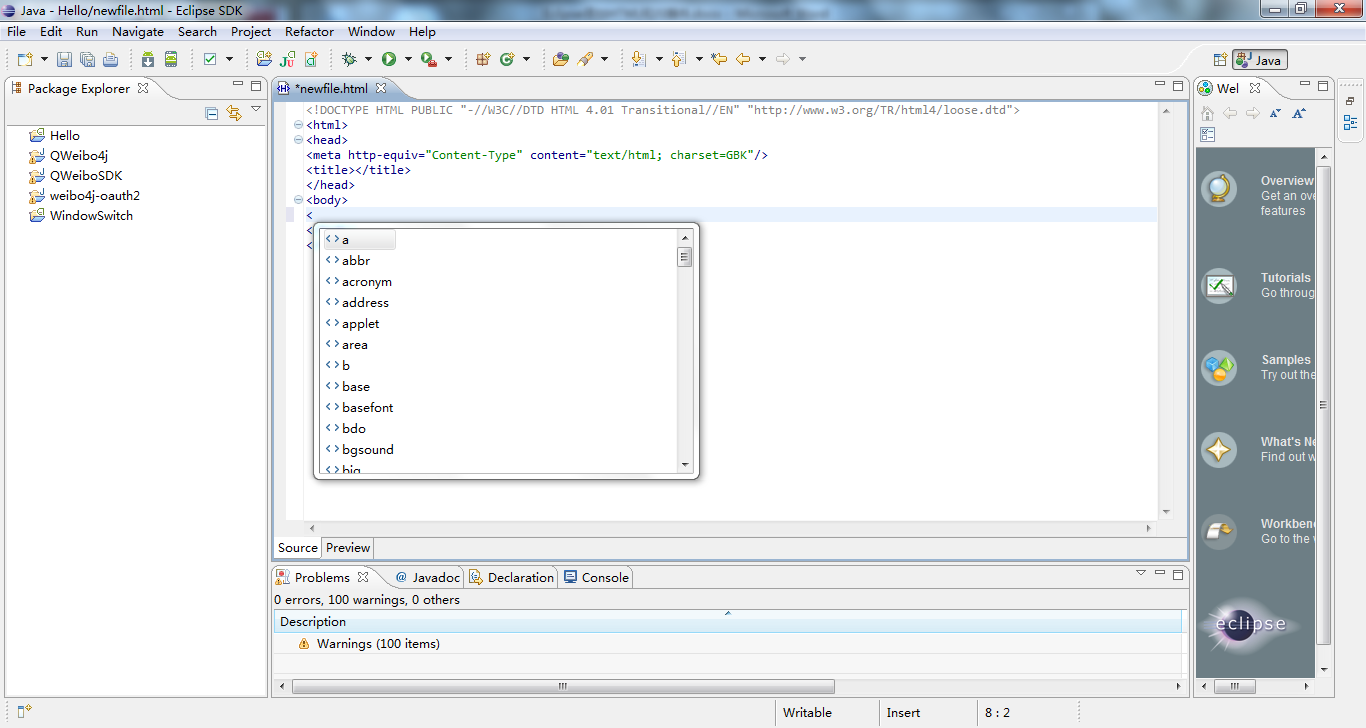 Java - Hello/newfile.html - Eclipse SDK
File Edit Run Navigate Search Project Refactor Window Help
Java
Package Explorer
Hello
QWeibo4j
QWeiboSDK
weibo4j-oauth2
WindowSwitch
*newfile.html
<!DOCTYPE HTML PUBLIC "-//W3C//DTD HTML 4.01 Transitional//EN" "http://www.w3.org/TR/html4/loose.dtd">
<html>
<head>
<meta http-equiv="Content-Type" content="text/html; charset=GBK"/>
<title></title>
</head>
<body>
<
<
<
<> a
<> abbr
<> acronym
<> address
<> applet
<> area
<> b
<> base
<> basefont
<> bdo
<> bgsound
<> big
Source Preview
Wel
Overview
Get an ove
features
Tutorials
Go throug
Samples
Try out the
What's Ne
Find out w
Workben
Go to the w
eclipse
Problems @ Javadoc Declaration Console
0 errors, 100 warnings, 0 others
Description
Warnings (100 items)
Writable Insert 8 : 2